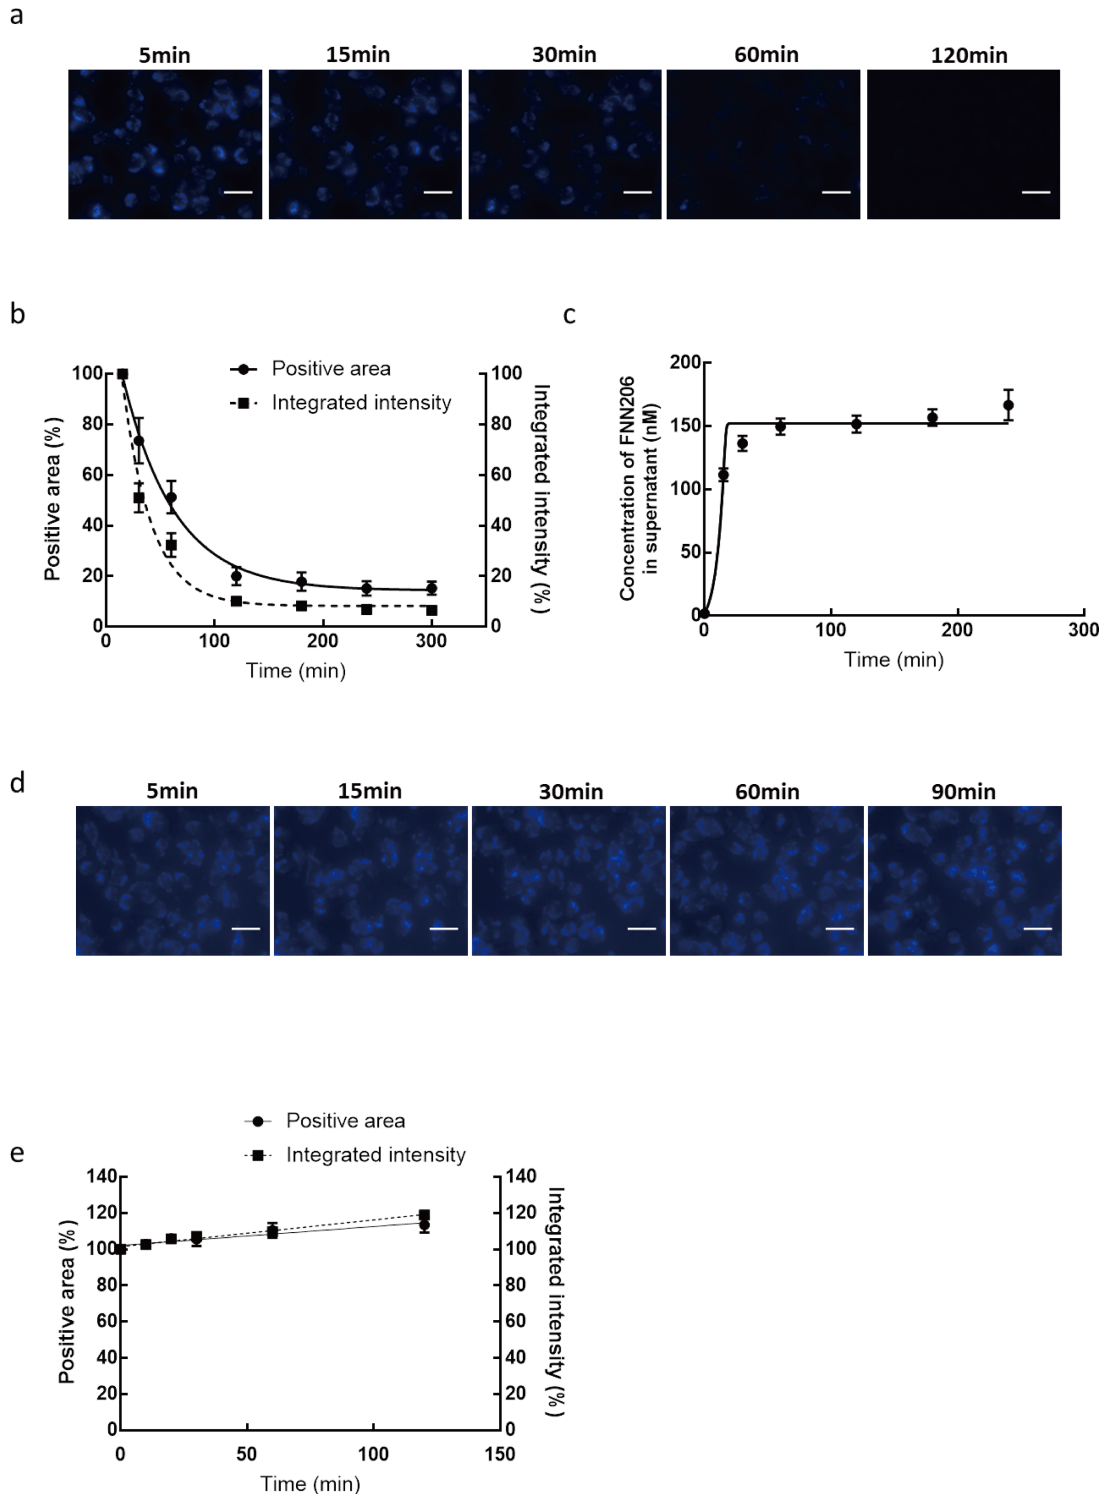 a
5min 15min 30min 60min 120min
b
Positive area
Integrated intensity
100
80
60
40
20
0
Positive area (%)
100
80
60
40
20
0
Integrated intensity (%)
0 100 200 300
Time (min)
c
200
150
100
50
0
Concentration of FNN206
in supernatant (nM)
0 100 200 300
Time (min)
d
5min 15min 30min 60min 90min
Positive area
Integrated intensity
e
140
120
100
80
60
40
20
0
Positive area (%)
140
120
100
80
60
40
20
0
Integrated intensity (%)
0 50 100 150
Time (min)